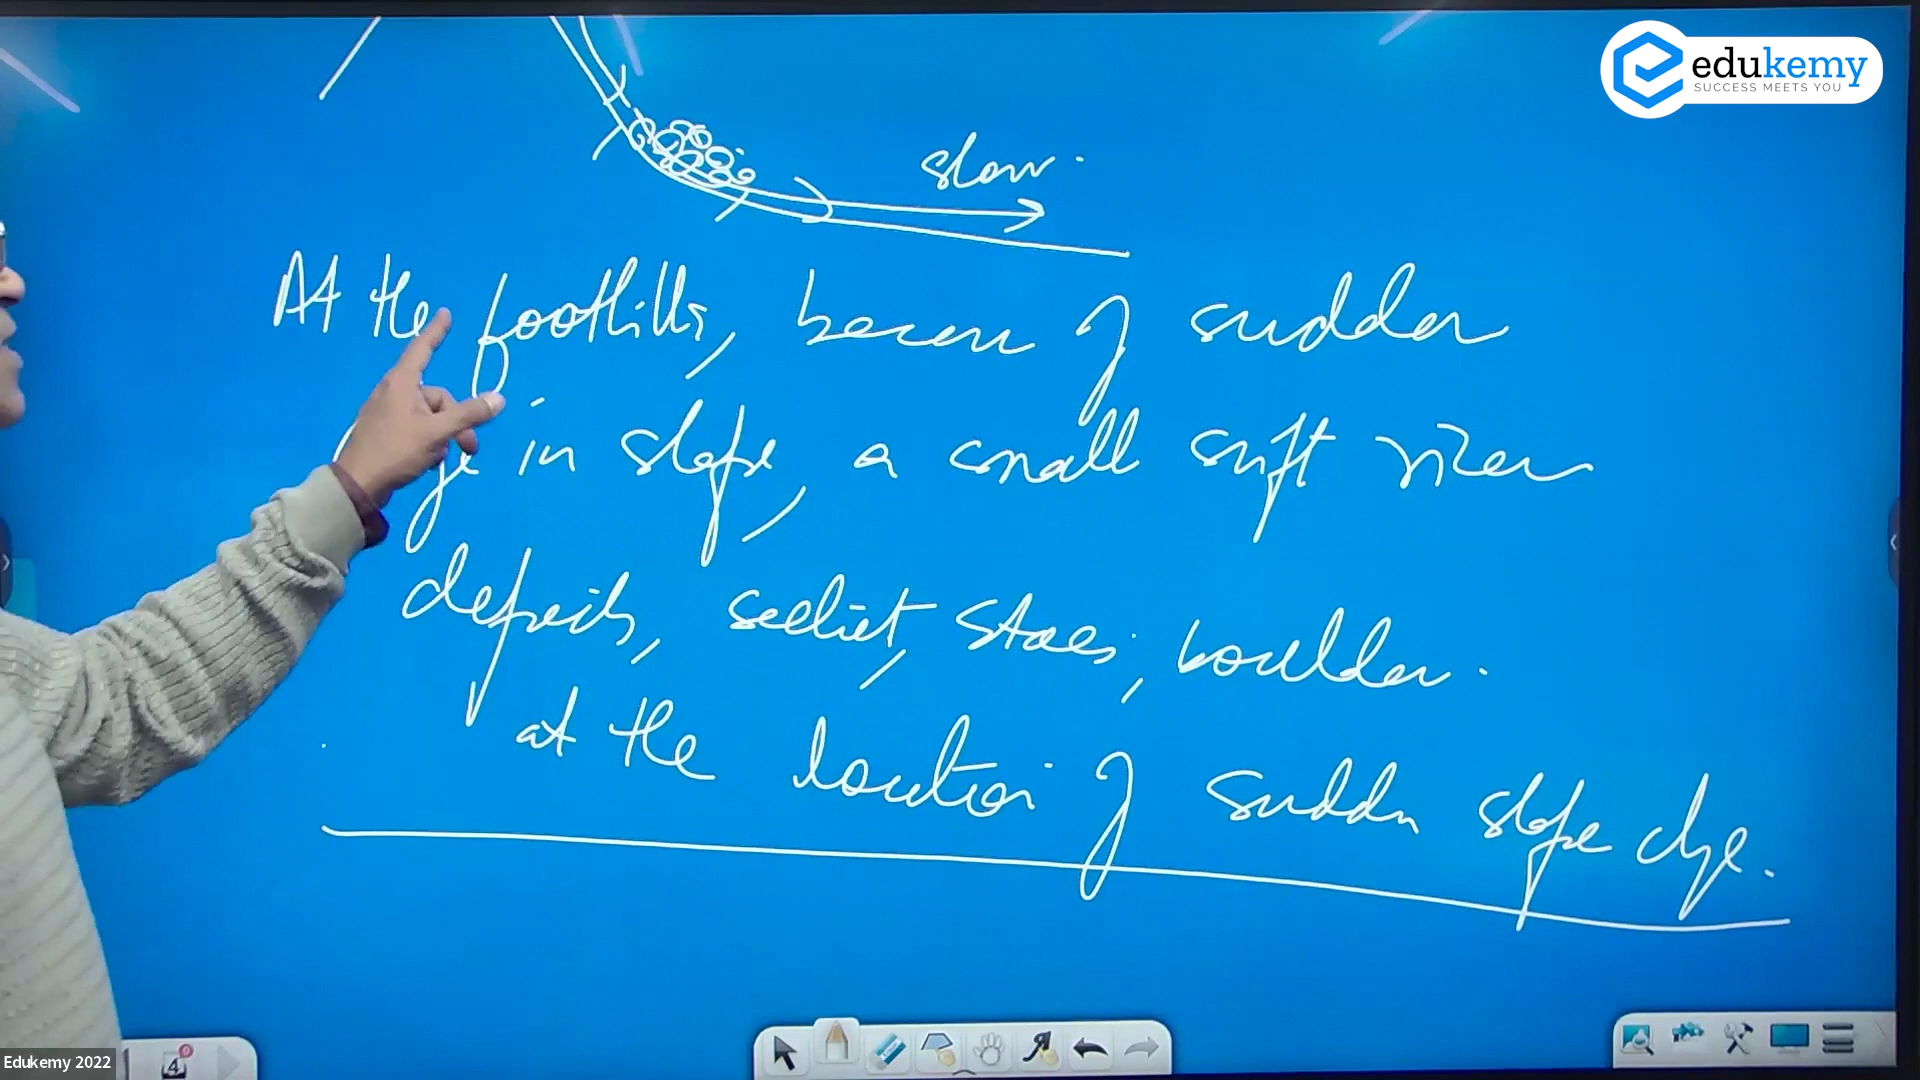 edukemy
SUCCESS MEETS YOU
slow.
At the foothills, because of sudden
in slope, a small swift river
deposits, sediment, stones, boulder.
at the location of sudden slope change.
4
Edukemy 2022